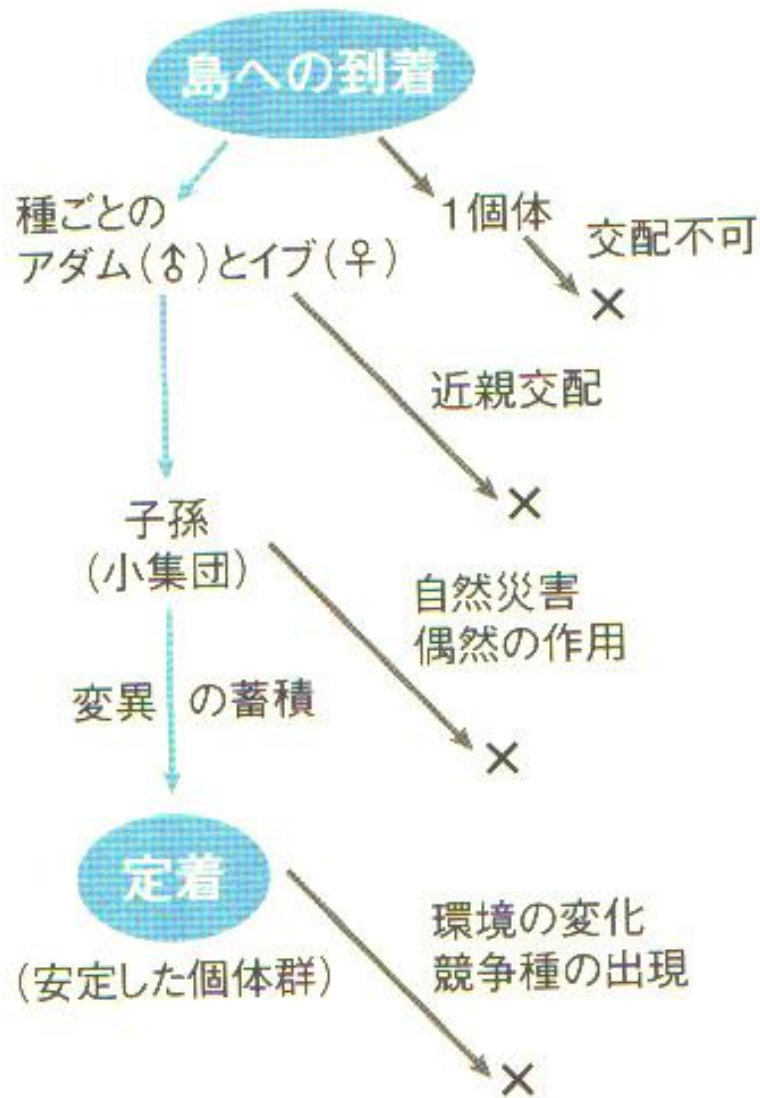 島への到着
種ごとの
アダム(♂)とイブ(♀)
1個体
交配不可
×
近親交配
×
子孫
(小集団)
自然災害
偶然の作用
×
変異の蓄積
定着
(安定した個体群)
環境の変化
競争種の出現
×